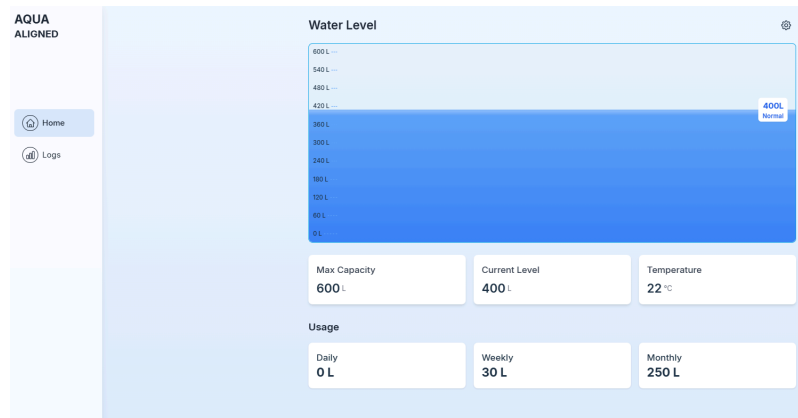 AQUA
ALIGNED
Home
Logs
Water Level
600 L
540 L
480 L
420 L
360 L
300 L
240 L
180 L
120 L
60 L
0 L
400L
Normal
Max Capacity
600 L
Current Level
400 L
Temperature
22 °C
Usage
Daily
0 L
Weekly
30 L
Monthly
250 L